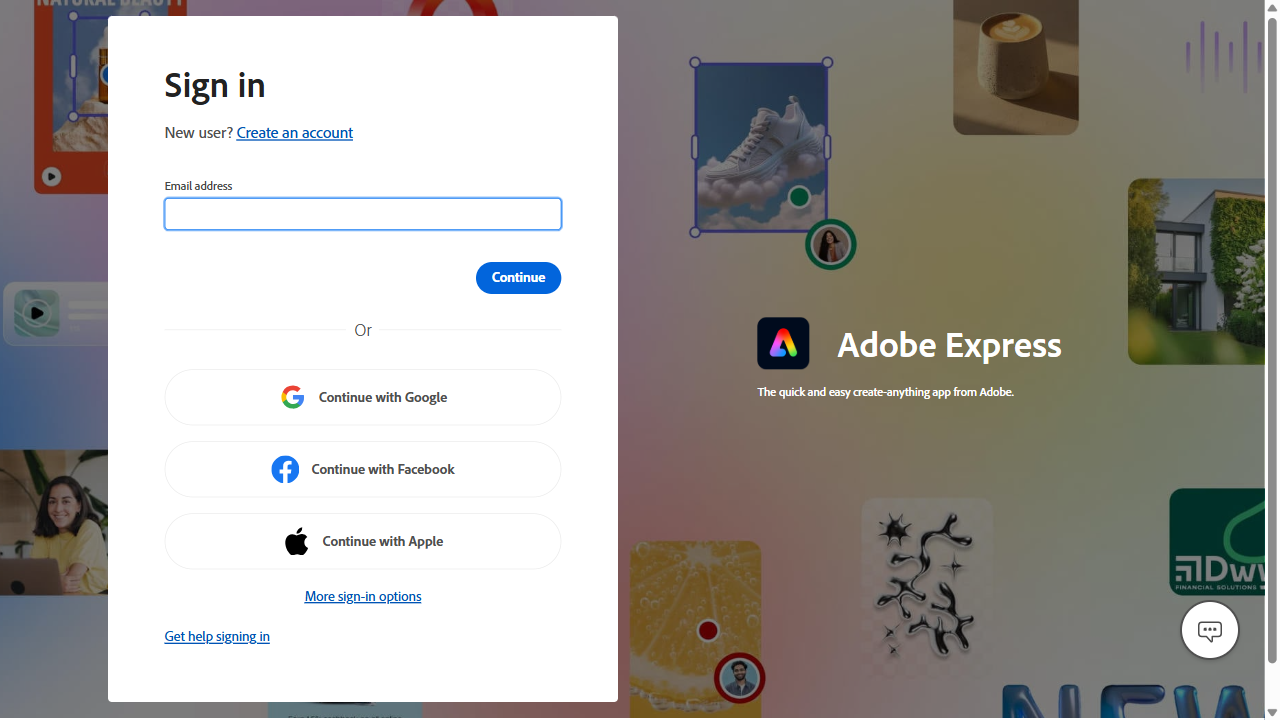 NATURAL BEAUTY
Sign in
New user? Create an account
Email address
Continue
Or
Continue with Google
Continue with Facebook
Continue with Apple
More sign-in options
Get help signing in
Adobe Express
The quick and easy create-anything app from Adobe.
FINANCIAL SOLUTIONS
NEW